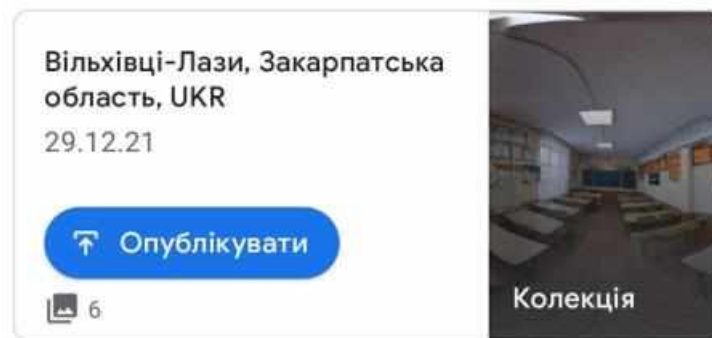 Вільхівці-Лази, Закарпатська
область, UKR
29.12.21
Опублікувати
6
Колекція